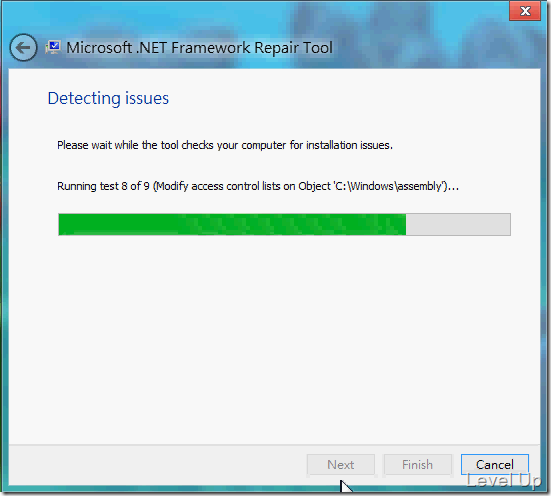 Microsoft .NET Framework Repair Tool
Detecting issues
Please wait while the tool checks your computer for installation issues.
Running test 8 of 9 (Modify access control lists on Object 'C:\Windows\assembly')...
Next
Finish
Cancel
Level Up